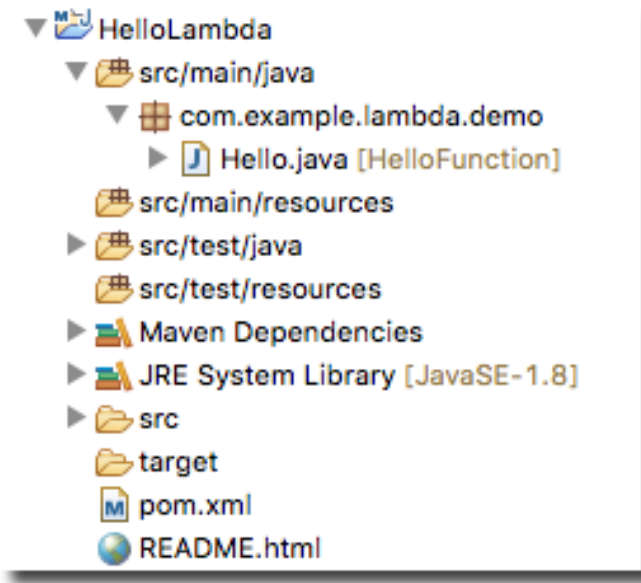 HelloLambda
src/main/java
com.example.lambda.demo
Hello.java [HelloFunction]
src/main/resources
src/test/java
src/test/resources
Maven Dependencies
JRE System Library [JavaSE-1.8]
src
target
pom.xml
README.html